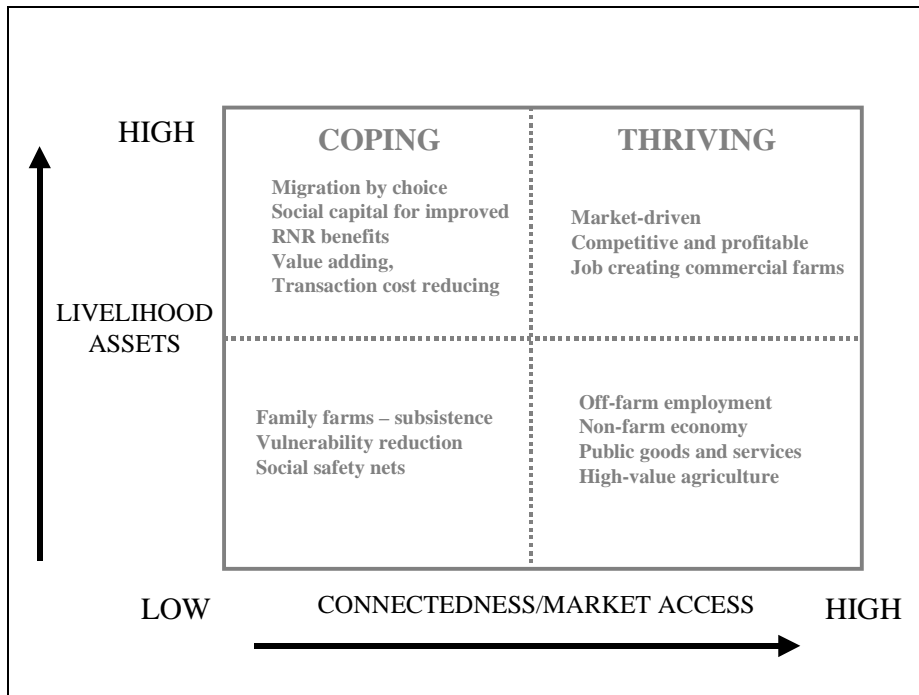 HIGH
COPING
Migration by choice
Social capital for improved
RNR benefits
Value adding,
Transaction cost reducing
THRIVING
Market-driven
Competitive and profitable
Job creating commercial farms
LIVELIHOOD
ASSETS
Family farms – subsistence
Vulnerability reduction
Social safety nets
Off-farm employment
Non-farm economy
Public goods and services
High-value agriculture
LOW
CONNECTEDNESS/MARKET ACCESS
HIGH